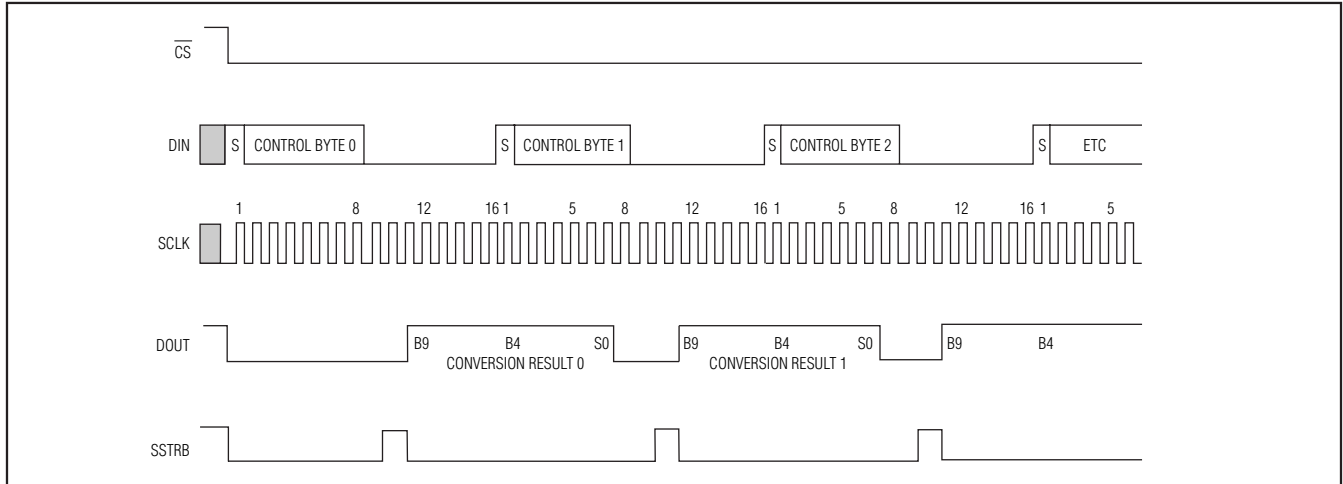 CS
DIN S CONTROL BYTE 0 S CONTROL BYTE 1 S CONTROL BYTE 2 S ETC
1 8 12 16 1 5 8 12 16 1 5 8 12 16 1 5
SCLK
DOUT B9 B4 S0 B9 B4 S0 B9 B4
CONVERSION RESULT 0 CONVERSION RESULT 1
SSTRB